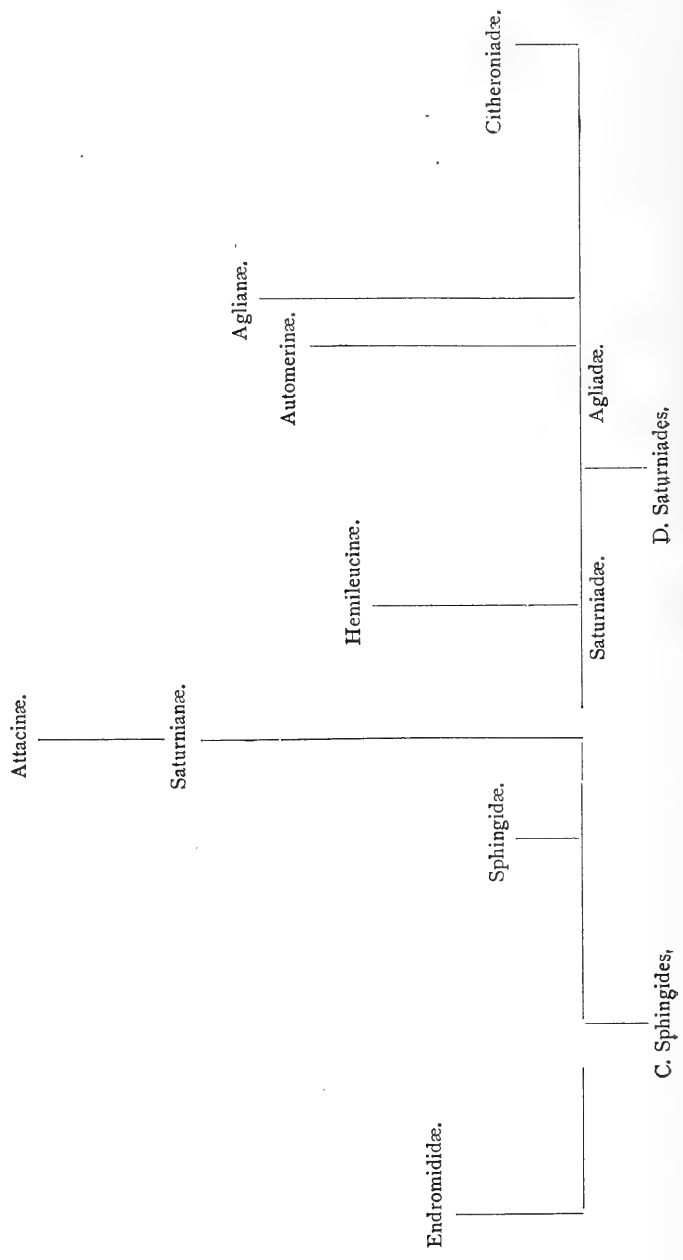 Attacinæ.
Saturnianæ.
Aglianæ.
Automerinæ.
Hemileucinæ.
Endromididæ.
Sphingidæ.
Citheroniadæ.
Saturniadæ.
Agliadæ.
C. Sphingides,
D. Saturniades,